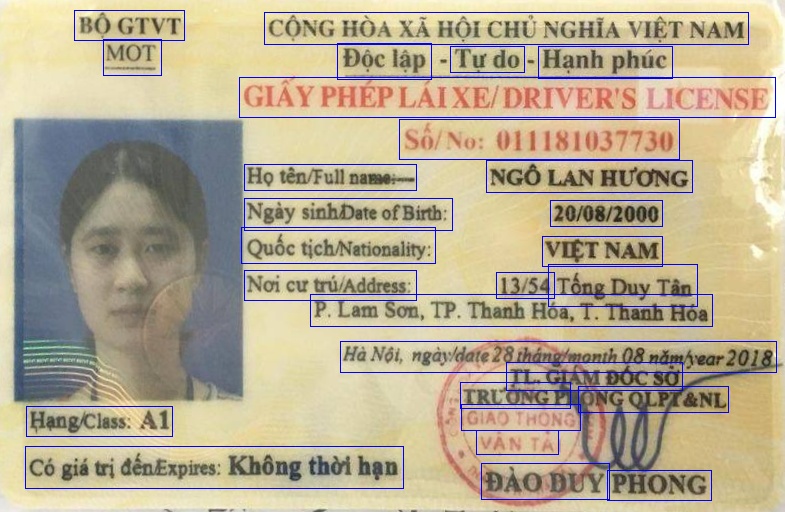 BỘ GTVT
MOT
CỘNG HÒA XÃ HỘI CHỦ NGHĨA VIỆT NAM
Độc lập - Tự do - Hạnh phúc
GIẤY PHÉP LÁI XE/DRIVER'S LICENSE
Số/No: 011181037730
Họ tên/Full name: NGÔ LAN HƯƠNG
Ngày sinh/Date of Birth: 20/08/2000
Quốc tịch/Nationality: VIỆT NAM
Nơi cư trú/Address: 13/54 Tống Duy Tân
P. Lam Sơn, TP. Thanh Hóa, T. Thanh Hóa
Hà Nội, ngày/date 28 tháng/month 08 năm/year 2018
TL. GIÁM ĐỐC SỞ
TRƯỞNG PHÒNG QLPT&NL
GIAO THÔNG
VẬN TẢI
Hạng/Class: A1
Có giá trị đến/Expires: Không thời hạn
ĐÀO DUY PHONG